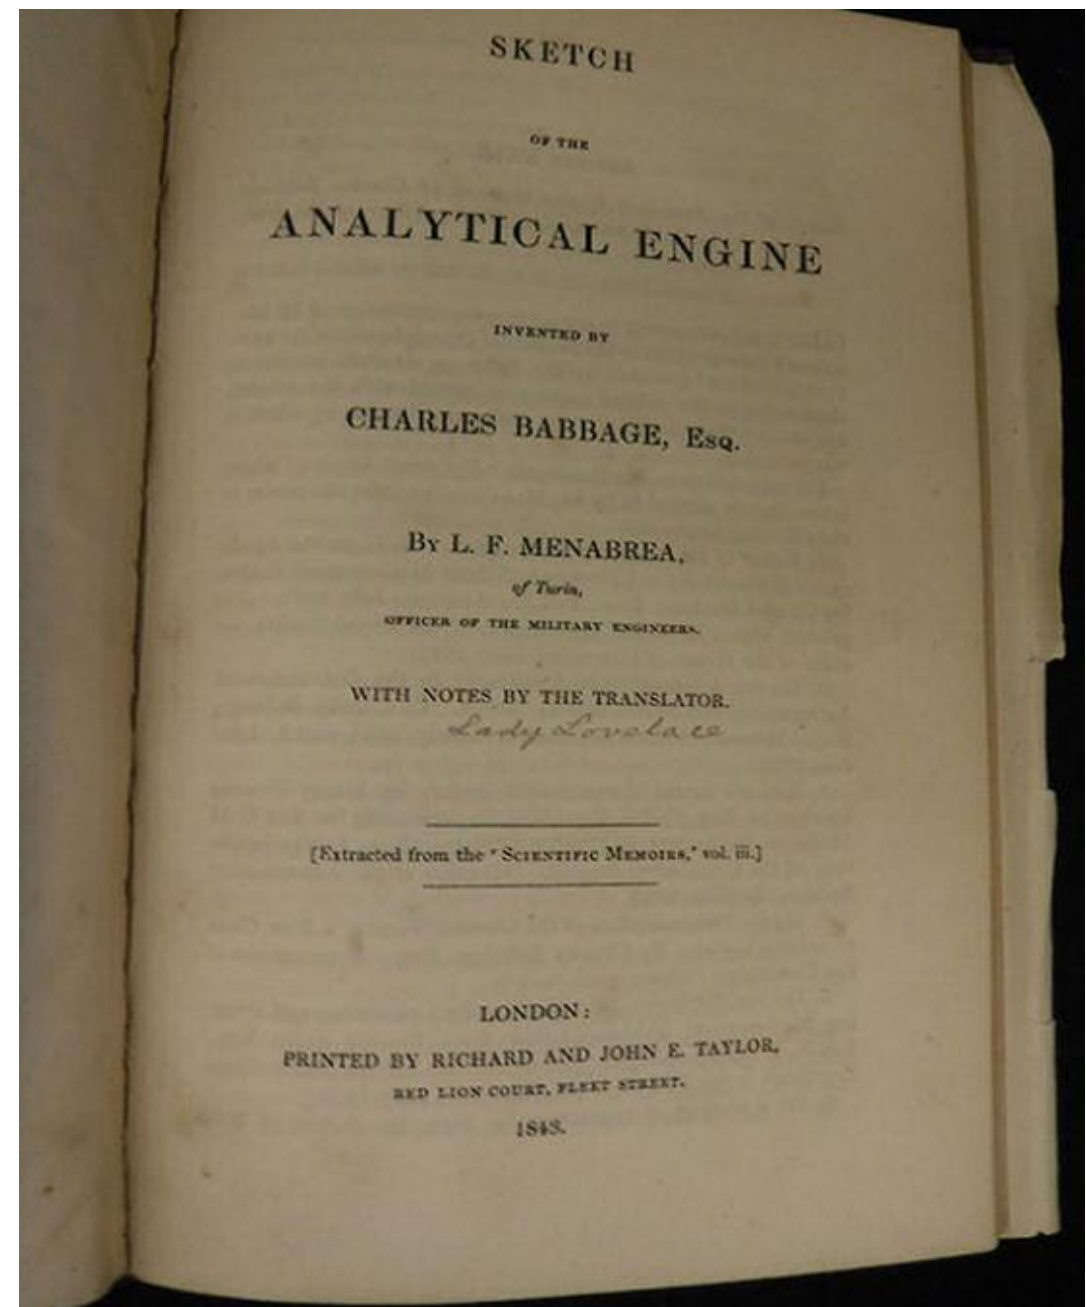 SKETCH
OF THE
ANALYTICAL ENGINE
INVENTED BY
CHARLES BABBAGE, Esq.
By L. F. MENABREA,
of Turin,
OFFICER OF THE MILITARY ENGINEERS.
WITH NOTES BY THE TRANSLATOR.
Lady Lovelace
[Extracted from the ‘Scientific Memoirs,’ vol. iii.]
LONDON:
PRINTED BY RICHARD AND JOHN E. TAYLOR,
RED LION COURT, FLEET STREET.
1843.